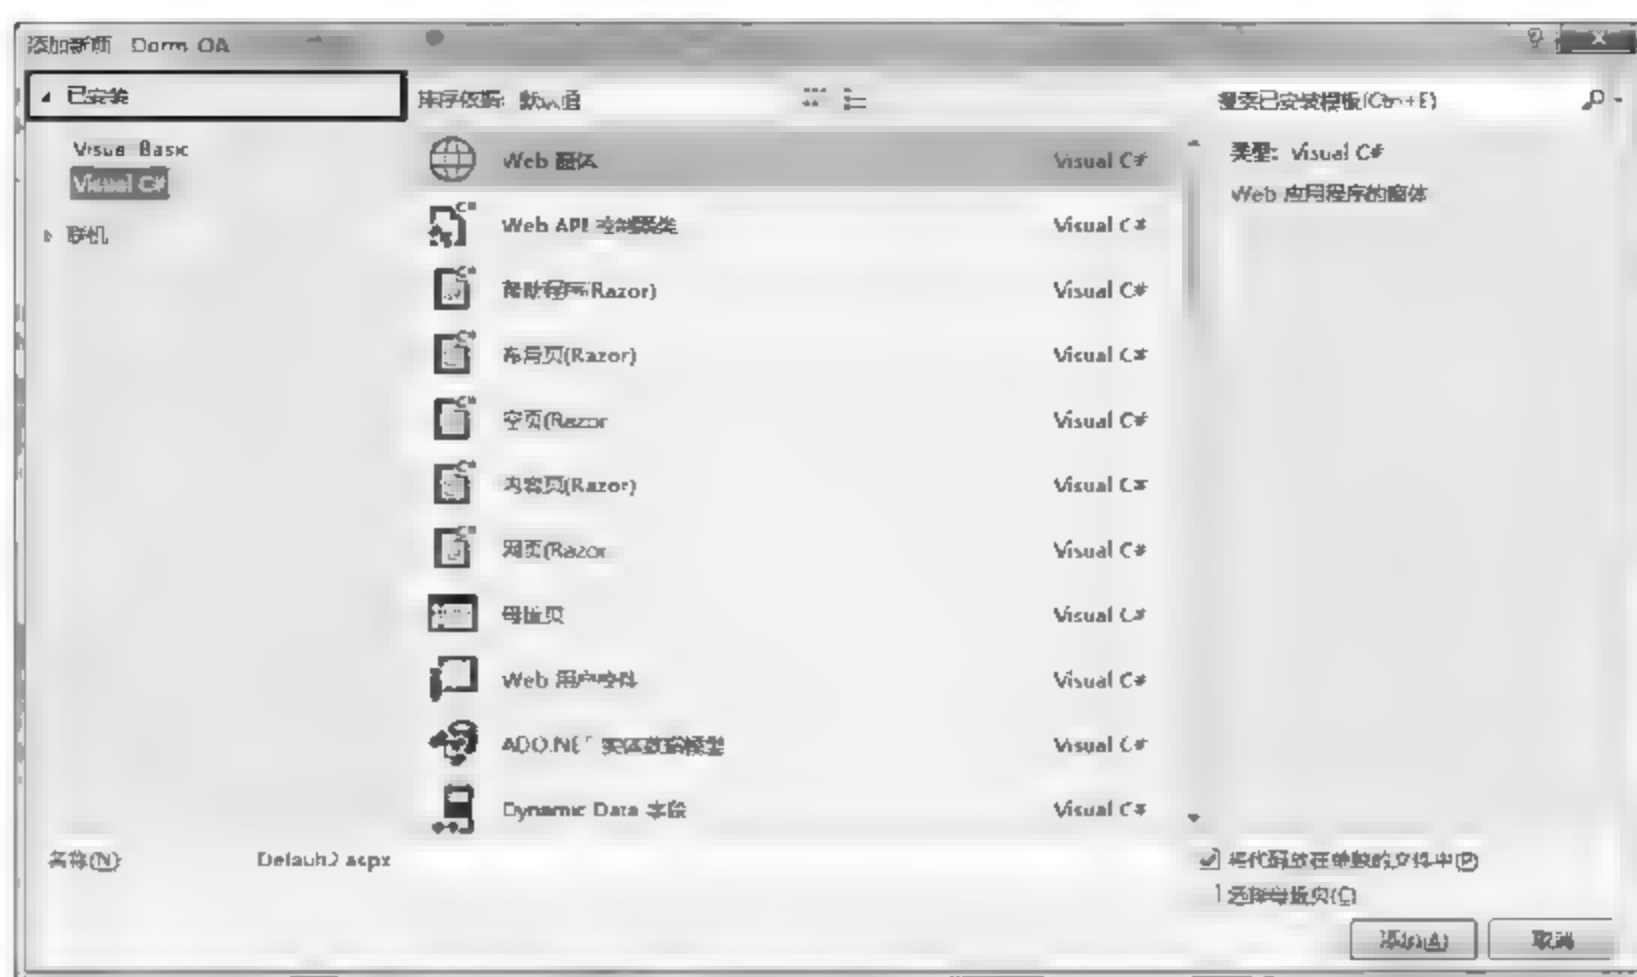 添加新项 - Dorm_OA
已安装
排序依据: 默认值
搜索已安装模板(Ctrl+E)
Visual Basic
Visual C#
联机
Web 窗体 Visual C#
Web API 控制器类 Visual C#
帮助程序(Razor) Visual C#
布局页(Razor) Visual C#
空页(Razor Visual C#
内容页(Razor) Visual C#
网页(Razor Visual C#
母版页 Visual C#
Web 用户控件 Visual C#
ADO.NET 实体数据模型 Visual C#
Dynamic Data 字段 Visual C#
类型: Visual C#
Web 应用程序的窗体
名称(N): Default2.aspx
将代码放在单独的文件中(P)
选择母版页(C)
添加(A) 取消